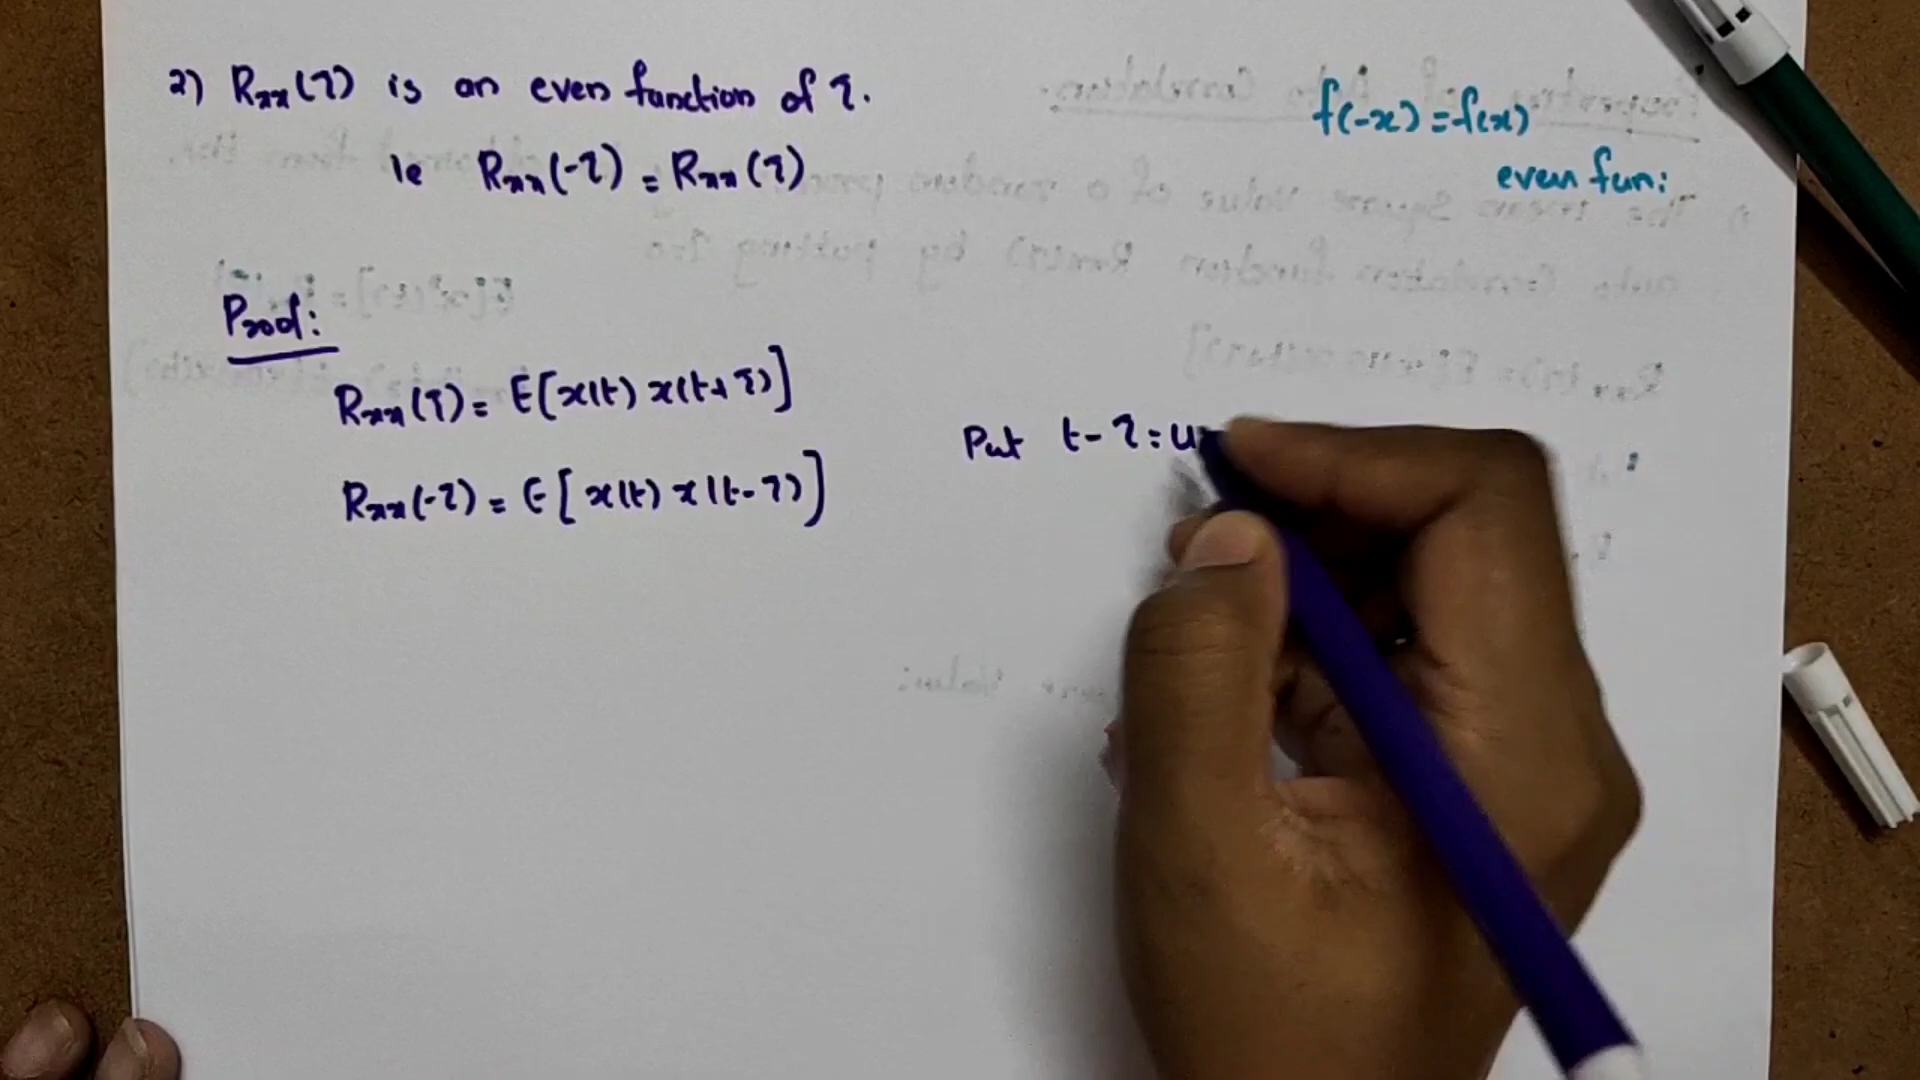 2) Rxx(τ) is an even function of τ.
f(-x)=f(x)
even fun:
ie Rxx(-τ) = Rxx(τ)
Proof:
Rxx(τ) = E[x(t) x(t+τ)]
Put t-τ=u
Rxx(-τ) = E[x(t) x(t-τ)]